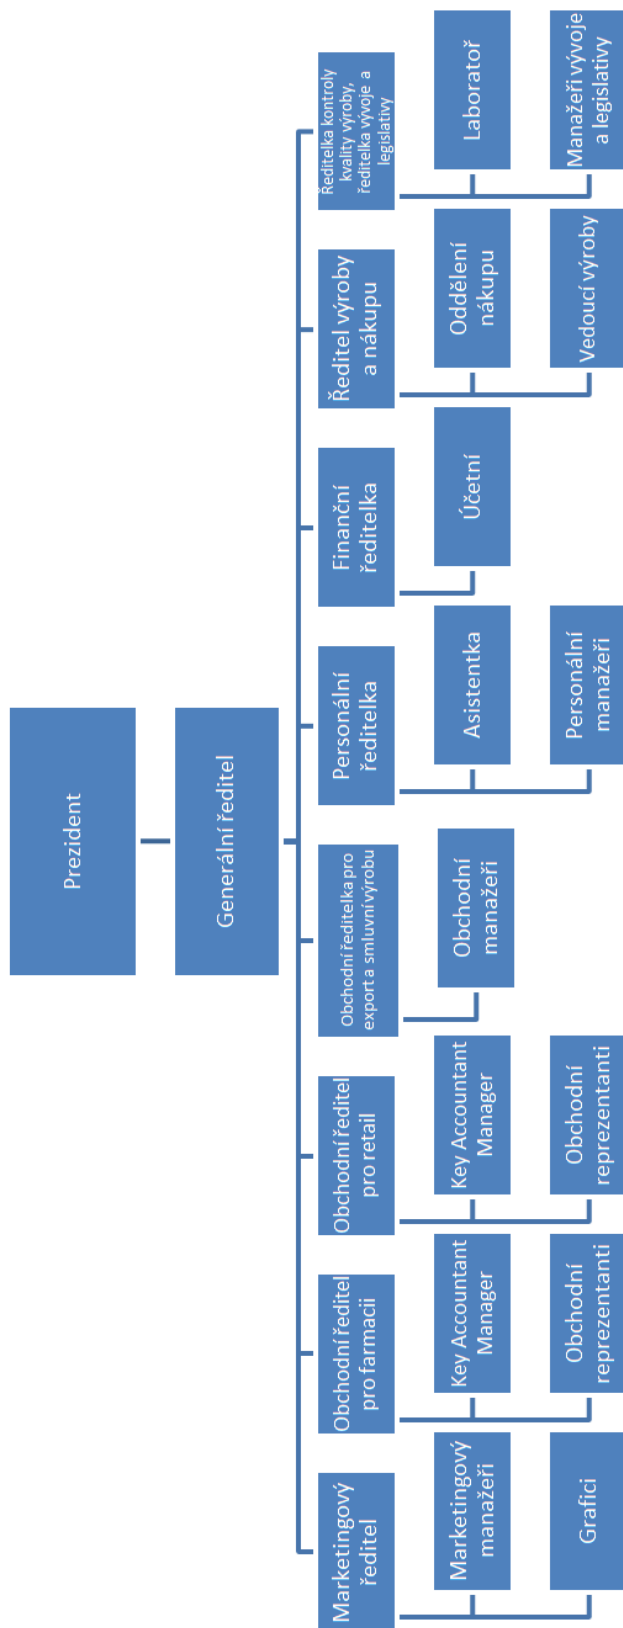 Prezident
Generální ředitel
Marketingový
ředitel
Marketingoví
manažeři
Grafici
Obchodní ředitel
pro farmacii
Key Accountant
Manager
Obchodní
reprezentanti
Obchodní ředitel
pro retail
Key Accountant
Manager
Obchodní
reprezentanti
Obchodní ředitelka pro
export a smluvní výrobu
Obchodní
manažeři
Personální
ředitelka
Asistentka
Personální
manažeři
Finanční
ředitelka
Účetní
Ředitel výroby
a nákupu
Oddělení
nákupu
Vedoucí výroby
Ředitelka kontroly
kvality výroby,
ředitelka vývoje a
legislativy
Laboratoř
Manažeři vývoje
a legislativy